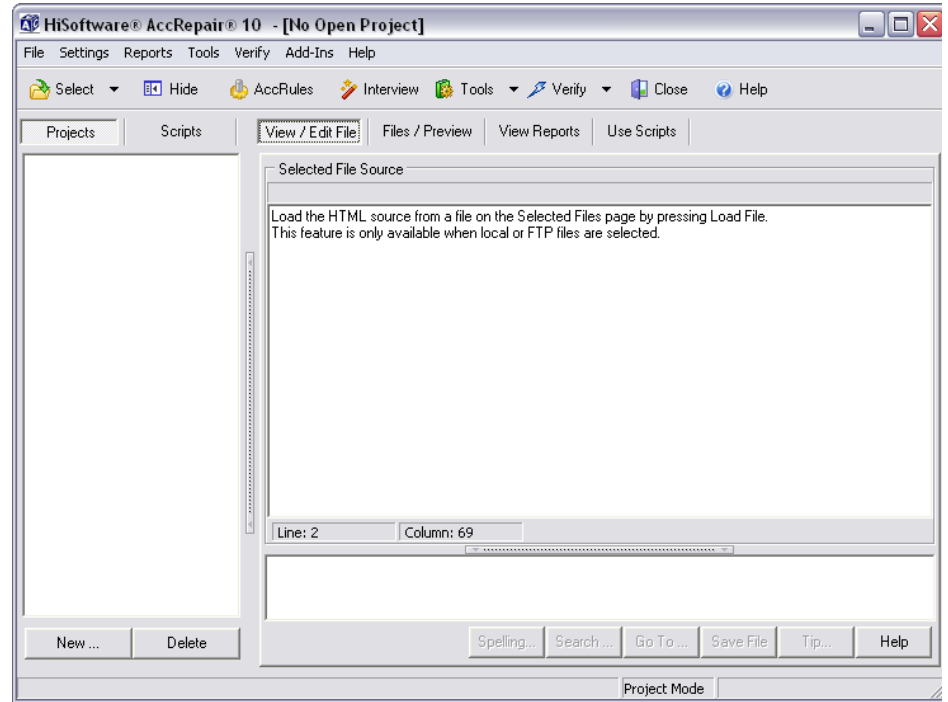 HiSoftware® AccRepair® 10 - [No Open Project]
File Settings Reports Tools Verify Add-Ins Help
Select Hide AccRules Interview Tools Verify Close Help
Projects Scripts View / Edit File Files / Preview View Reports Use Scripts
Selected File Source
Load the HTML source from a file on the Selected Files page by pressing Load File.
This feature is only available when local or FTP files are selected.
Line: 2 Column: 69
New ... Delete Spelling... Search ... Go To ... Save File Tip... Help
Project Mode